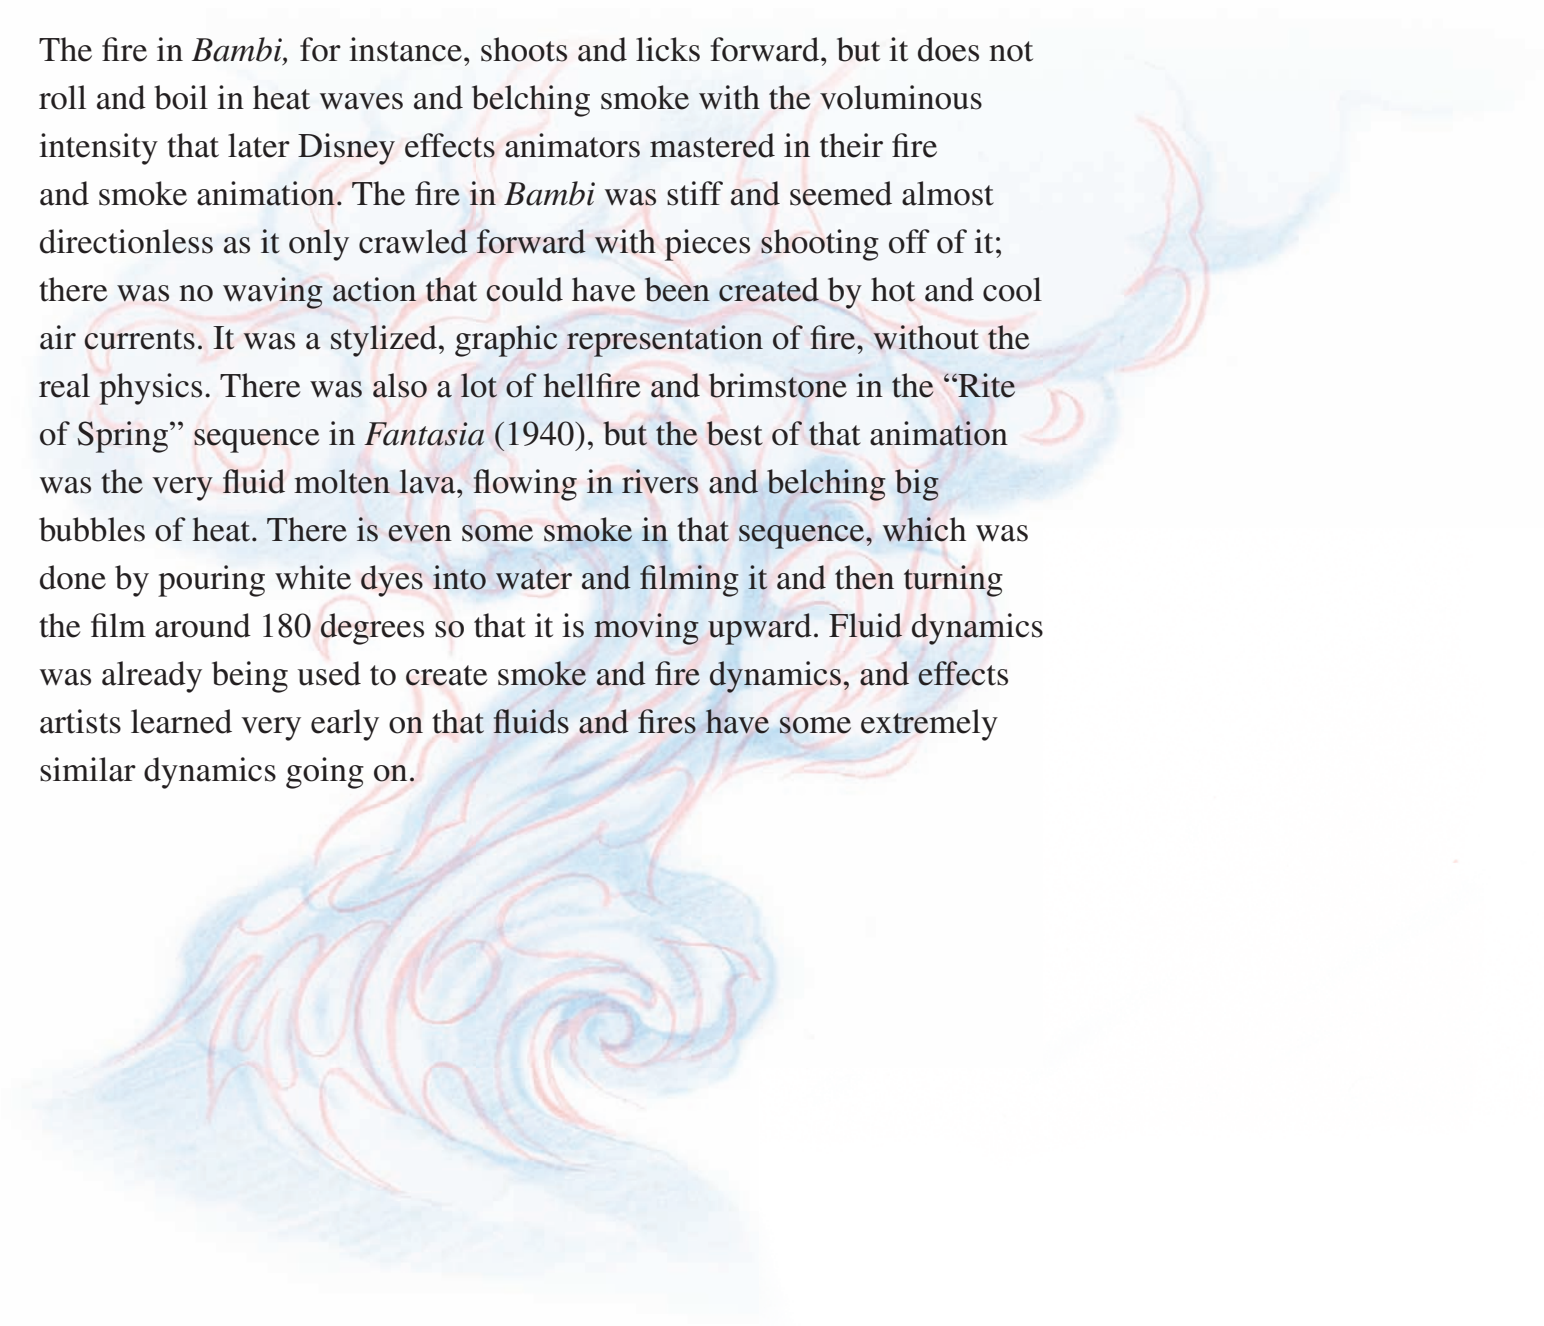 The fire in Bambi, for instance, shoots and licks forward, but it does not
roll and boil in heat waves and belching smoke with the voluminous
intensity that later Disney effects animators mastered in their fire
and smoke animation. The fire in Bambi was stiff and seemed almost
directionless as it only crawled forward with pieces shooting off of it;
there was no waving action that could have been created by hot and cool
air currents. It was a stylized, graphic representation of fire, without the
real physics. There was also a lot of hellfire and brimstone in the “Rite
of Spring” sequence in Fantasia (1940), but the best of that animation
was the very fluid molten lava, flowing in rivers and belching big
bubbles of heat. There is even some smoke in that sequence, which was
done by pouring white dyes into water and filming it and then turning
the film around 180 degrees so that it is moving upward. Fluid dynamics
was already being used to create smoke and fire dynamics, and effects
artists learned very early on that fluids and fires have some extremely
similar dynamics going on.